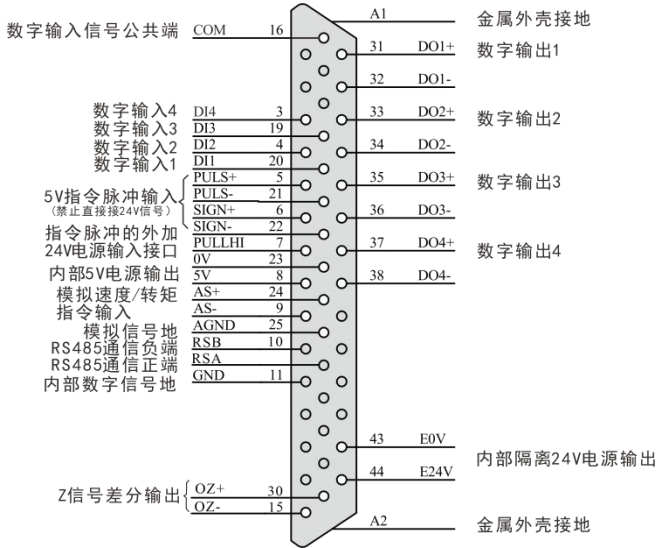 A1 金属外壳接地
数字输入信号公共端 COM 16
31 DO1+ 数字输出1
32 DO1-
数字输入4 DI4 3
33 DO2+ 数字输出2
数字输入3 DI3 19
数字输入2 DI2 4
34 DO2-
数字输入1 DI1 20
PULS+ 5
35 DO3+ 数字输出3
5V指令脉冲输入 PULS- 21
(禁止直接接24V信号) SIGN+ 6
36 DO3-
SIGN- 22
指令脉冲的外加
24V电源输入接口 PULLHI 7
37 DO4+ 数字输出4
0V 23
内部5V电源输出 5V 8
38 DO4-
模拟速度/转矩 AS+ 24
指令输入 AS- 9
模拟信号地 AGND 25
RS485通信负端 RSB 10
RS485通信正端 RSA
内部数字信号地 GND 11
43 E0V
内部隔离24V电源输出
44 E24V
Z信号差分输出 OZ+ 30
OZ- 15
A2 金属外壳接地